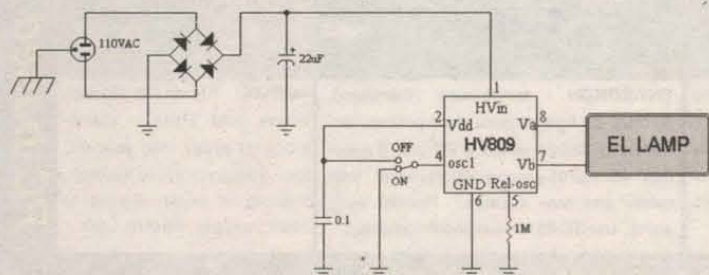 110VAC
22uF
1
HVin
2 Vdd Va 8
HV809
OFF
4 osc1 Vb 7
ON
EL LAMP
GND Rel-osc
6 5
0.1
1M